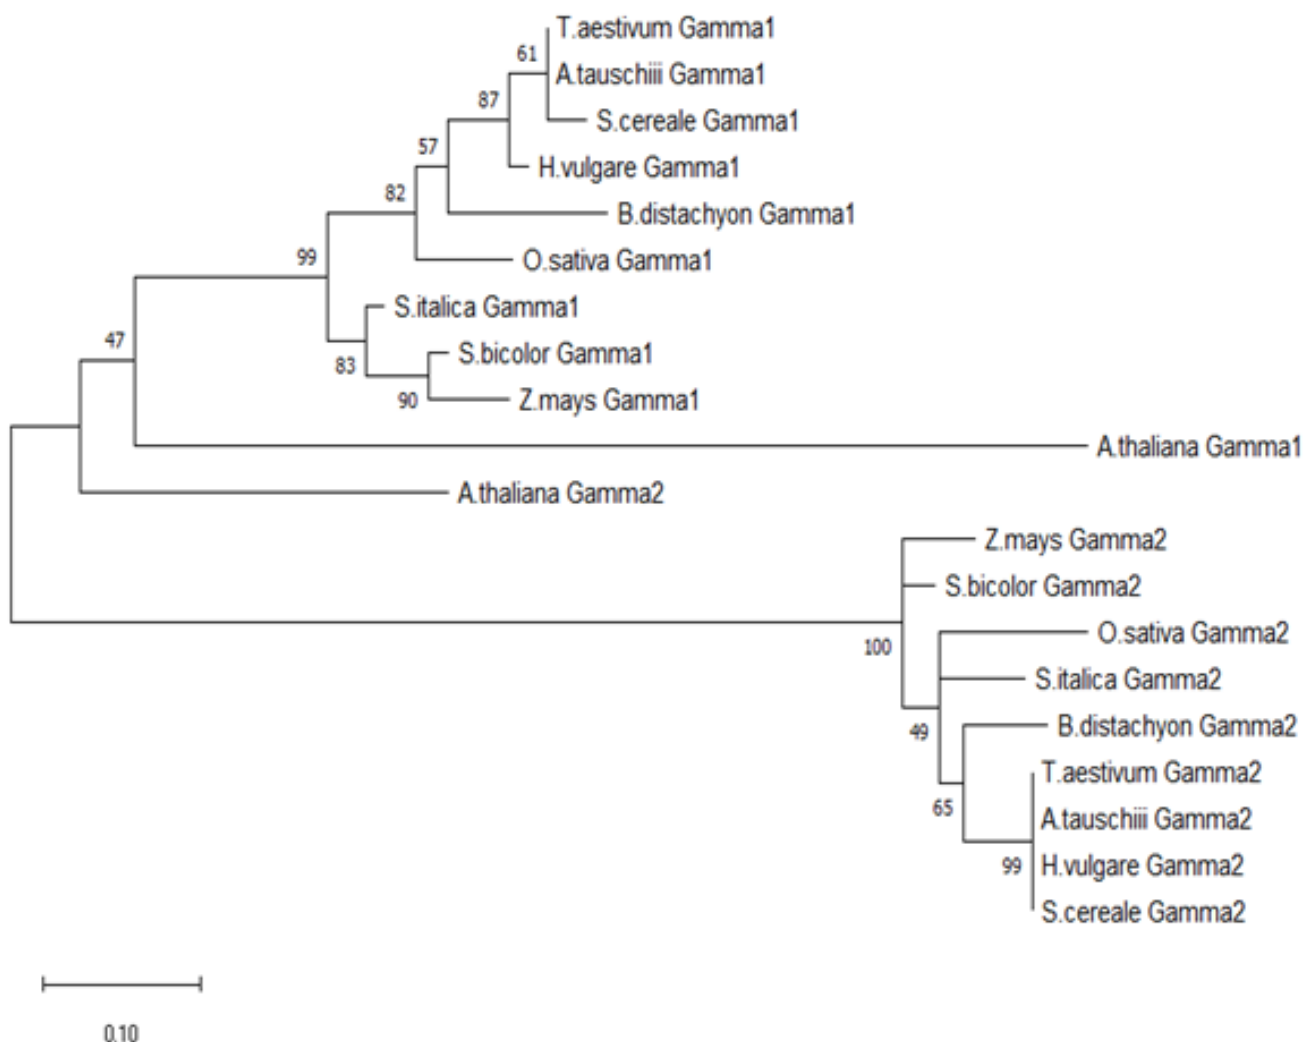 T.aestivum Gamma1
61
A.tauschiii Gamma1
87
S.cereale Gamma1
57
H.vulgare Gamma1
82
B.distachyon Gamma1
99
O.sativa Gamma1
S.italica Gamma1
47
S.bicolor Gamma1
83
90
Z.mays Gamma1
A.thaliana Gamma1
A.thaliana Gamma2
Z.mays Gamma2
S.bicolor Gamma2
O.sativa Gamma2
100
S.italica Gamma2
49
B.distachyon Gamma2
T.aestivum Gamma2
65
A.tauschiii Gamma2
99
H.vulgare Gamma2
S.cereale Gamma2
0.10